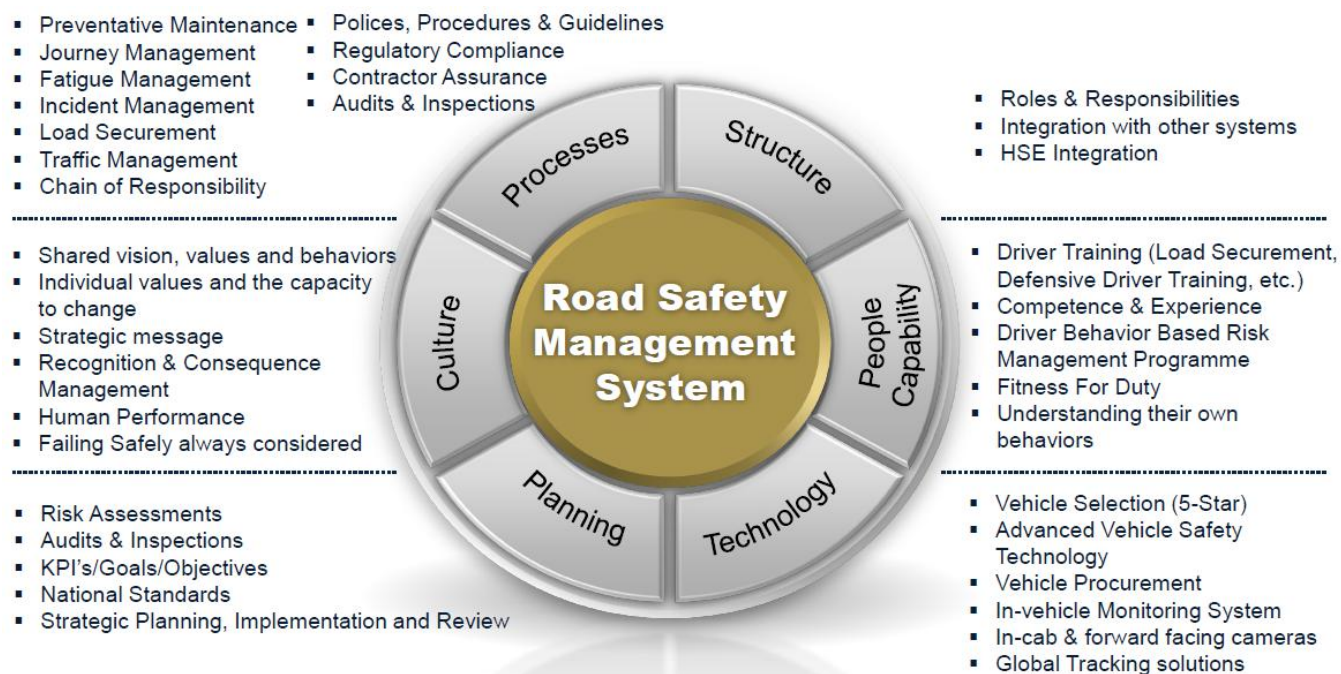 ▪ Preventative Maintenance
▪ Journey Management
▪ Fatigue Management
▪ Incident Management
▪ Load Securement
▪ Traffic Management
▪ Chain of Responsibility
▪ Polices, Procedures & Guidelines
▪ Regulatory Compliance
▪ Contractor Assurance
▪ Audits & Inspections
Processes
Structure
▪ Roles & Responsibilities
▪ Integration with other systems
▪ HSE Integration
▪ Shared vision, values and behaviors
▪ Individual values and the capacity
to change
▪ Strategic message
▪ Recognition & Consequence
Management
▪ Human Performance
▪ Failing Safely always considered
Culture
Road Safety
Management
System
People
Capability
▪ Driver Training (Load Securement,
Defensive Driver Training, etc.)
▪ Competence & Experience
▪ Driver Behavior Based Risk
Management Programme
▪ Fitness For Duty
▪ Understanding their own
behaviors
▪ Risk Assessments
▪ Audits & Inspections
▪ KPI's/Goals/Objectives
▪ National Standards
▪ Strategic Planning, Implementation and Review
Planning
Technology
▪ Vehicle Selection (5-Star)
▪ Advanced Vehicle Safety
Technology
▪ Vehicle Procurement
▪ In-vehicle Monitoring System
▪ In-cab & forward facing cameras
▪ Global Tracking solutions